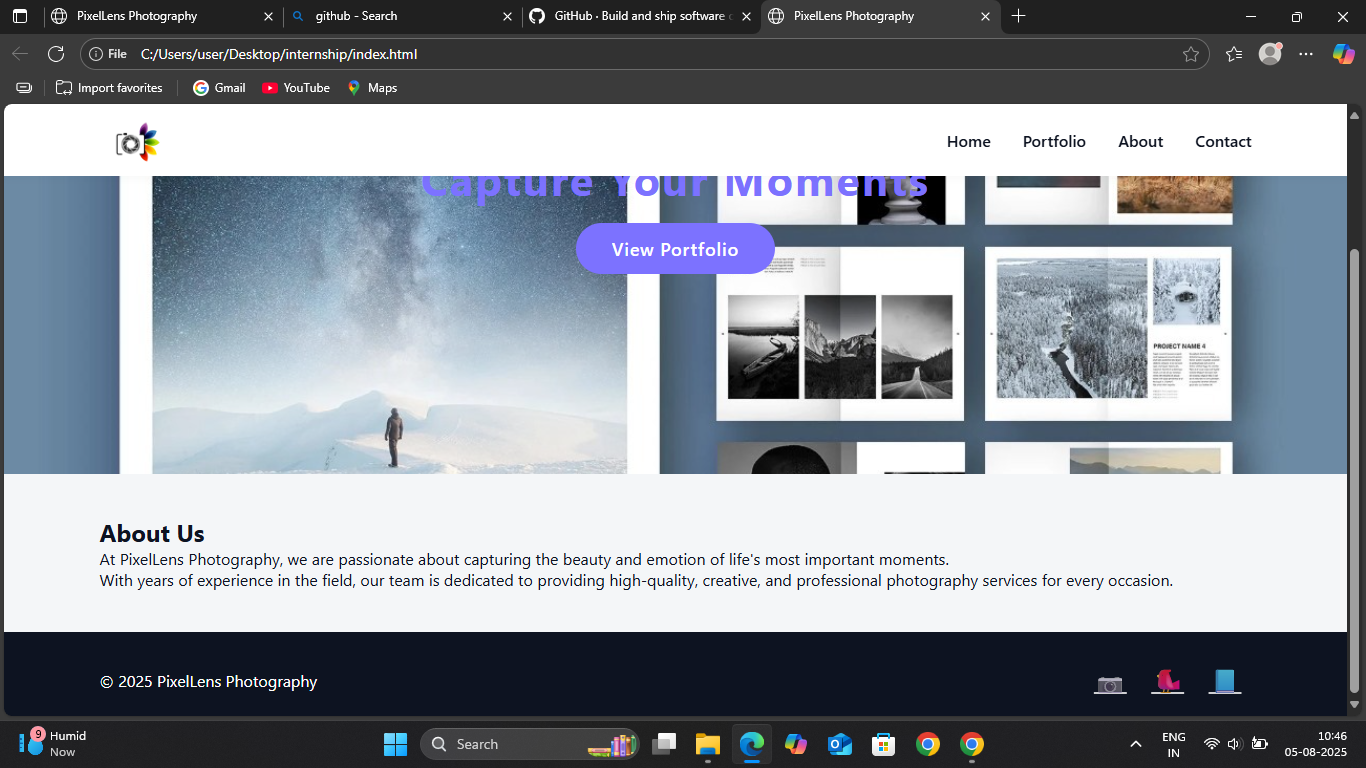 PixelLens Photography
github - Search
GitHub · Build and ship software
PixelLens Photography
File C:/Users/user/Desktop/internship/index.html
Import favorites Gmail YouTube Maps
Home Portfolio About Contact
Capture Your Moments
View Portfolio
PROJECT NAME 4
About Us
At PixelLens Photography, we are passionate about capturing the beauty and emotion of life's most important moments.
With years of experience in the field, our team is dedicated to providing high-quality, creative, and professional photography services for every occasion.
© 2025 PixelLens Photography
9
Humid
Now
Search
ENG
IN
10:46
05-08-2025